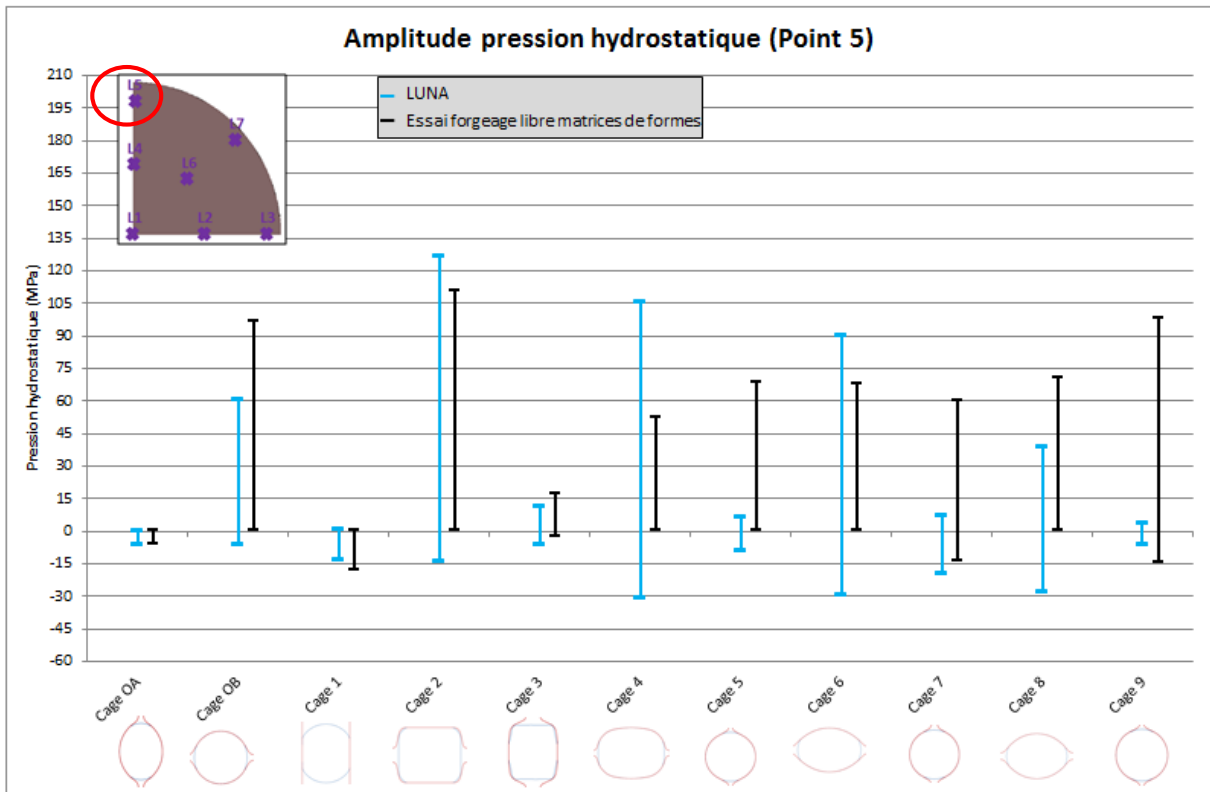 Amplitude pression hydrostatique (Point 5)
LUNA
Essai forgeage libre matrices de formes
L5
L7
L4
L6
L1 L2 L3
Pression hydrostatique (MPa)
210
195
180
165
150
135
120
105
90
75
60
45
30
15
0
-15
-30
-45
-60
Cage OA
Cage OB
Cage 1
Cage 2
Cage 3
Cage 4
Cage 5
Cage 6
Cage 7
Cage 8
Cage 9